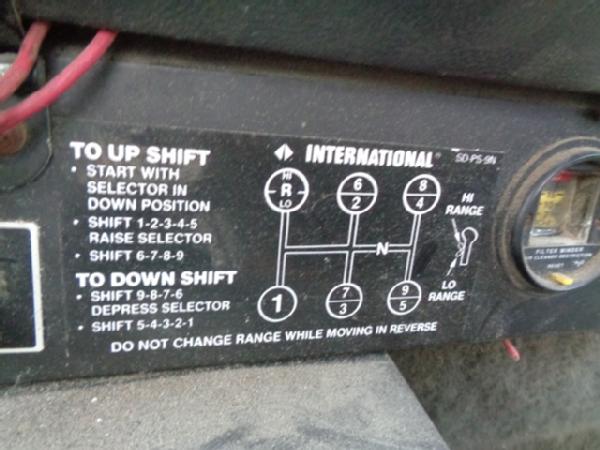 TO UP SHIFT
• START WITH
SELECTOR IN
DOWN POSITION
• SHIFT 1-2-3-4-5
RAISE SELECTOR
• SHIFT 6-7-8-9
TO DOWN SHIFT
• SHIFT 9-8-7-6
DEPRESS SELECTOR
• SHIFT 5-4-3-2-1
DO NOT CHANGE RANGE WHILE MOVING IN REVERSE
INTERNATIONAL®
SD-PS-9N
HI
R
LO
6
2
8
4
N
1
7
3
9
5
HI
RANGE
LO
RANGE
FILTER MINDER
RESET